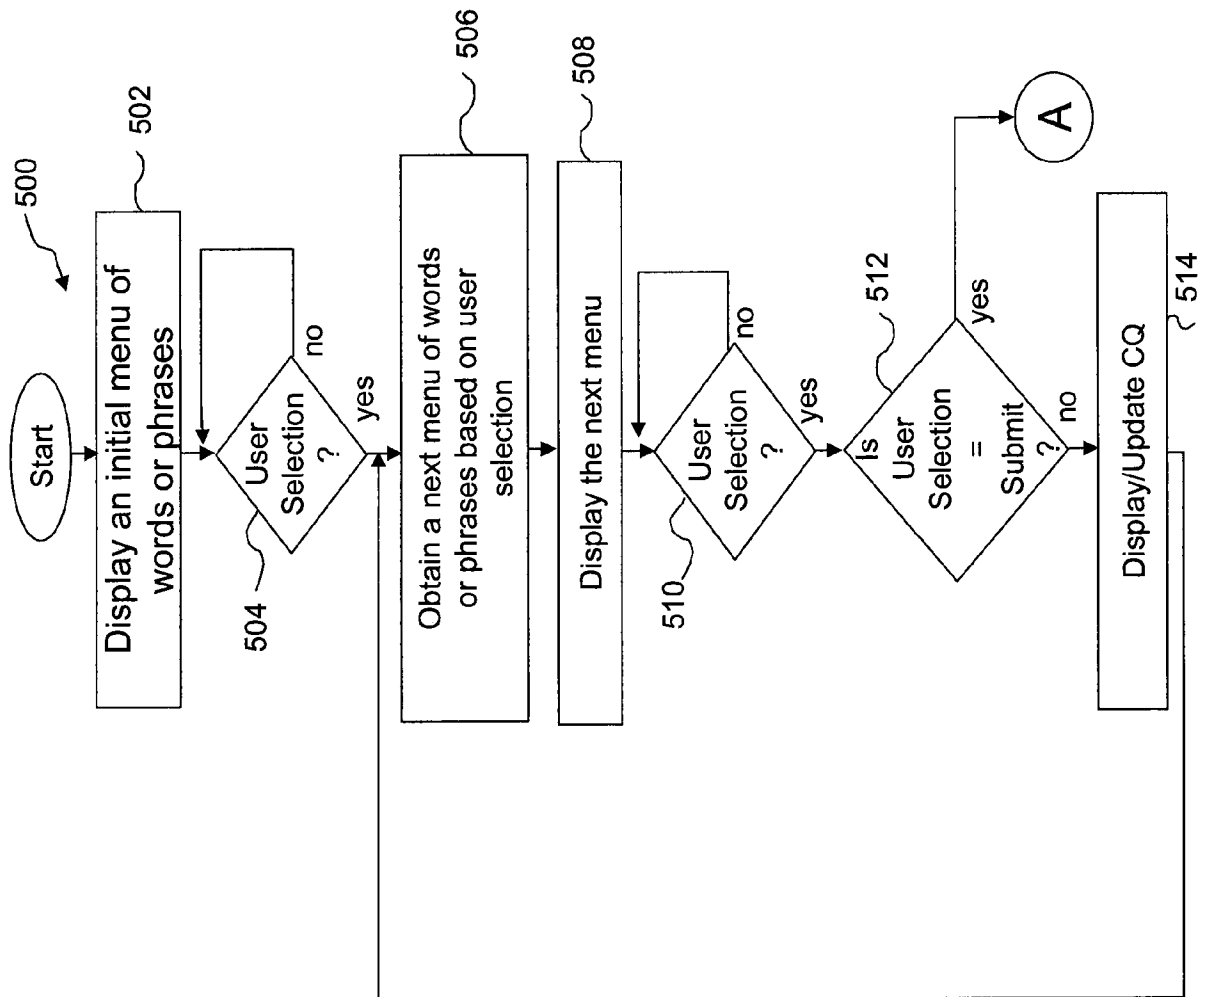 500
Start
Display an initial menu of
words or phrases
502
User
Selection
?
504
no
yes
Obtain a next menu of words
or phrases based on user
selection
506
Display the next menu
508
User
Selection
?
510
no
yes
Is
User
Selection
=
Submit
?
512
yes
A
no
Display/Update CQ
514